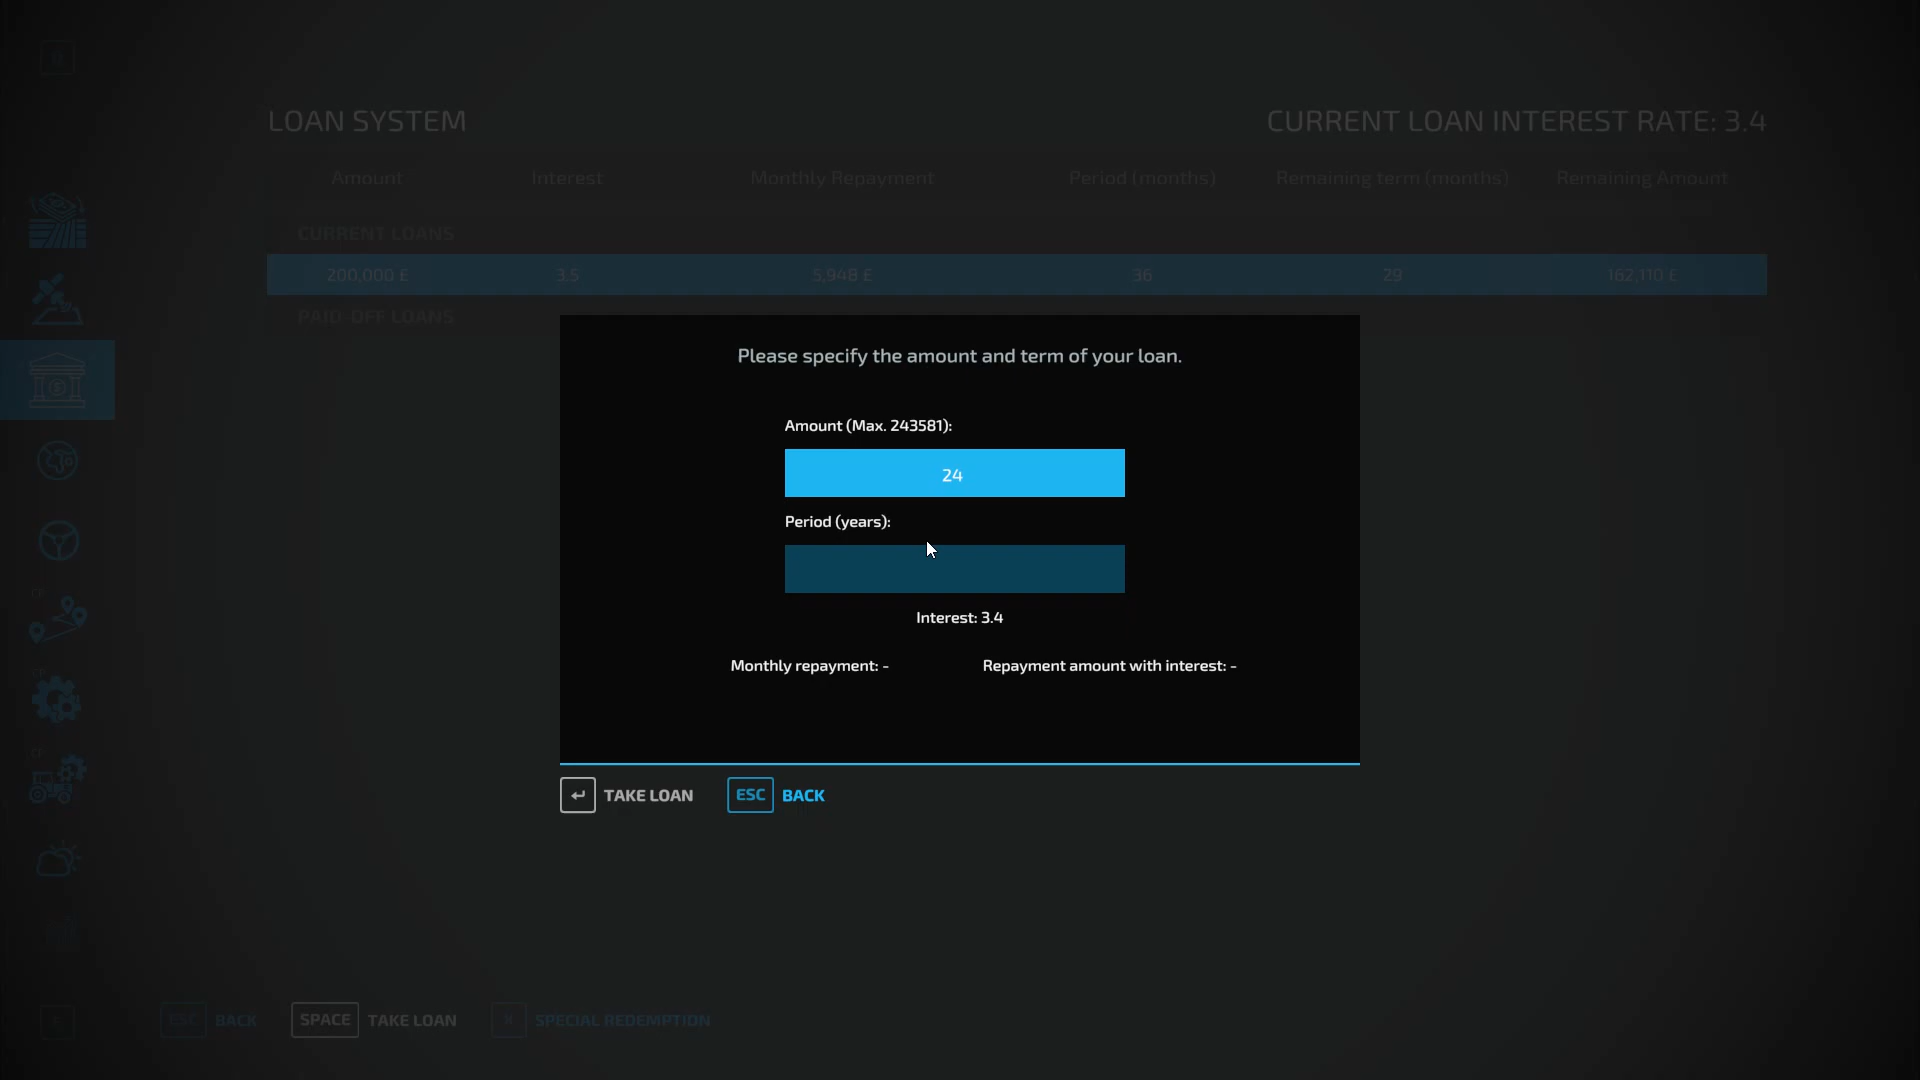 LOAN SYSTEM
CURRENT LOAN INTEREST RATE: 3.4
Amount Interest Monthly Repayment Period (months) Remaining term (months) Remaining Amount
CURRENT LOANS
200,000 £ 3.5 5,948 £ 36 29 162,110 £
PAID-OFF LOANS
Please specify the amount and term of your loan.
Amount (Max. 243581):
24
Period (years):
Interest: 3.4
Monthly repayment: - Repayment amount with interest: -
↵ TAKE LOAN ESC BACK
ESC BACK SPACE TAKE LOAN SPECIAL REDEMPTION